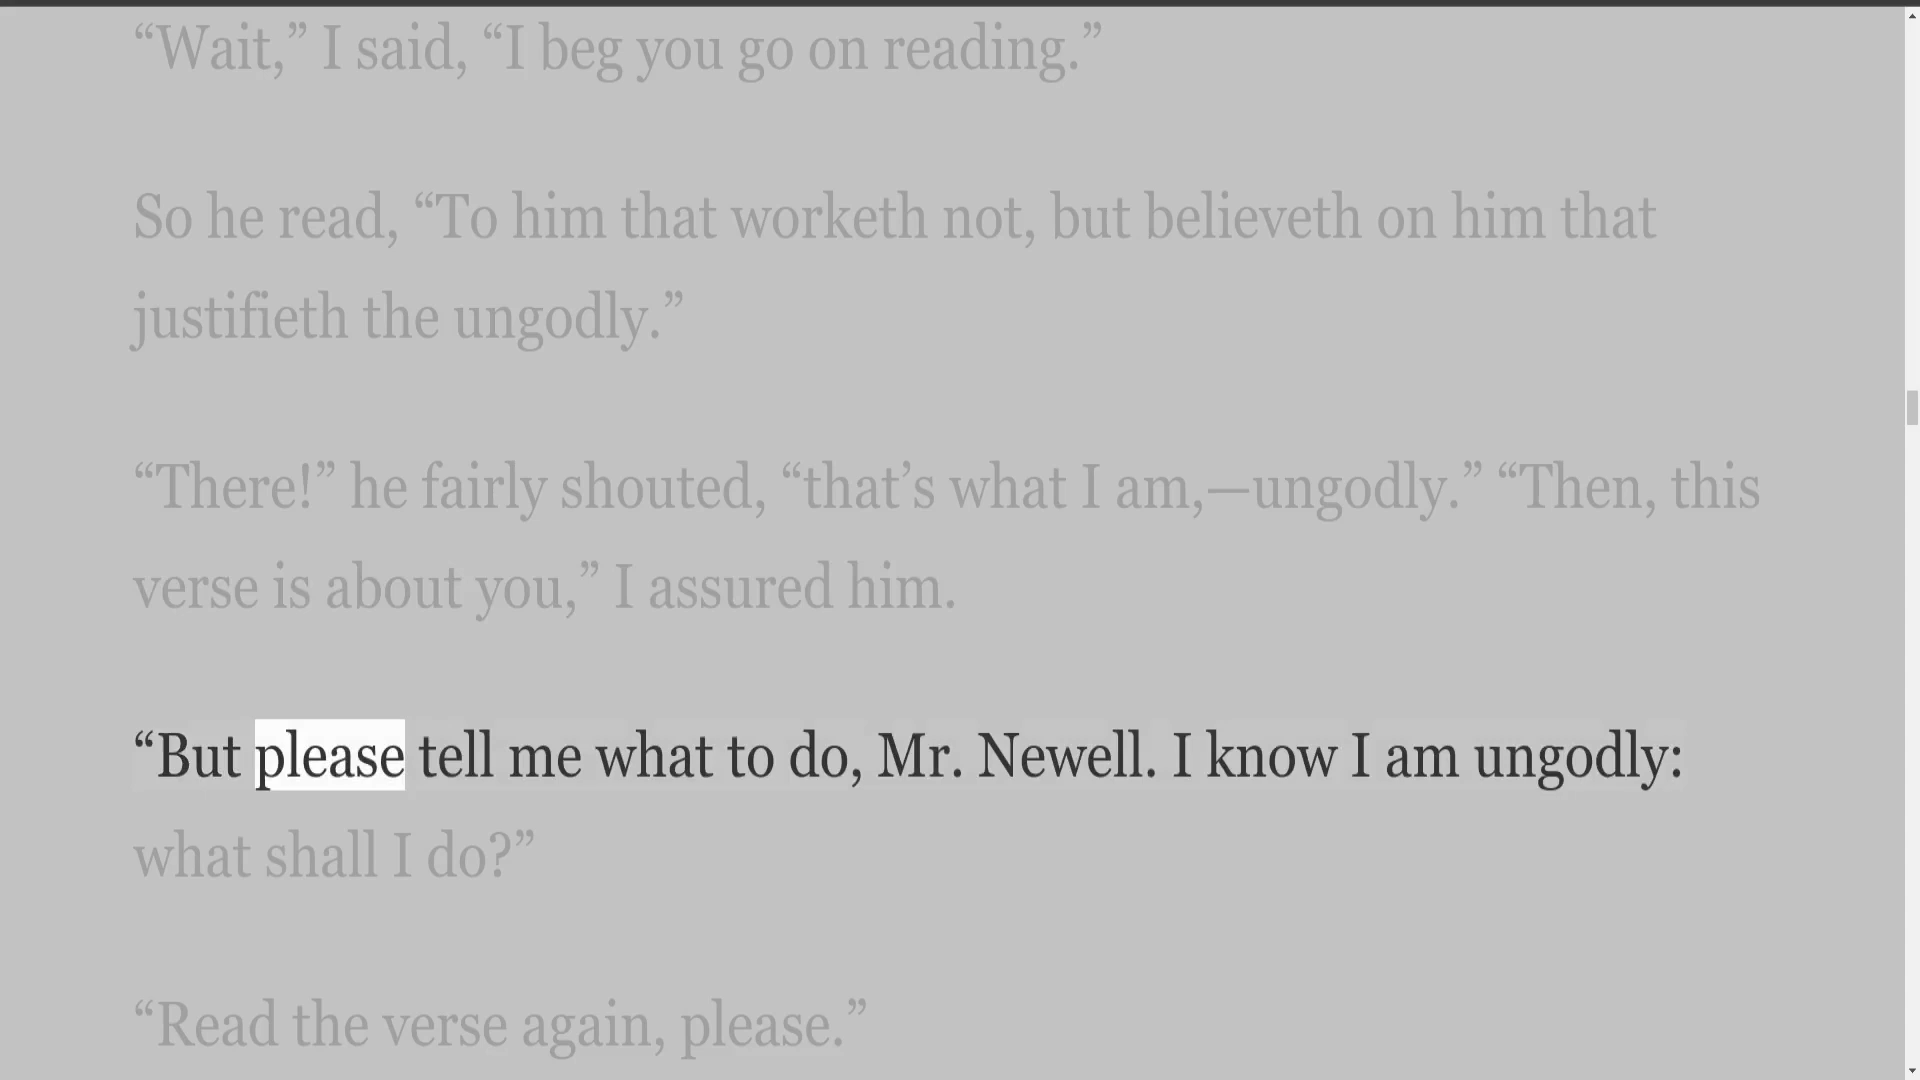 “Wait,” I said, “I beg you go on reading.”
So he read, “To him that worketh not, but believeth on him that
justifieth the ungodly.”
“There!” he fairly shouted, “that’s what I am,—ungodly.” “Then, this
verse is about you,” I assured him.
“But please tell me what to do, Mr. Newell. I know I am ungodly:
what shall I do?”
“Read the verse again, please.”